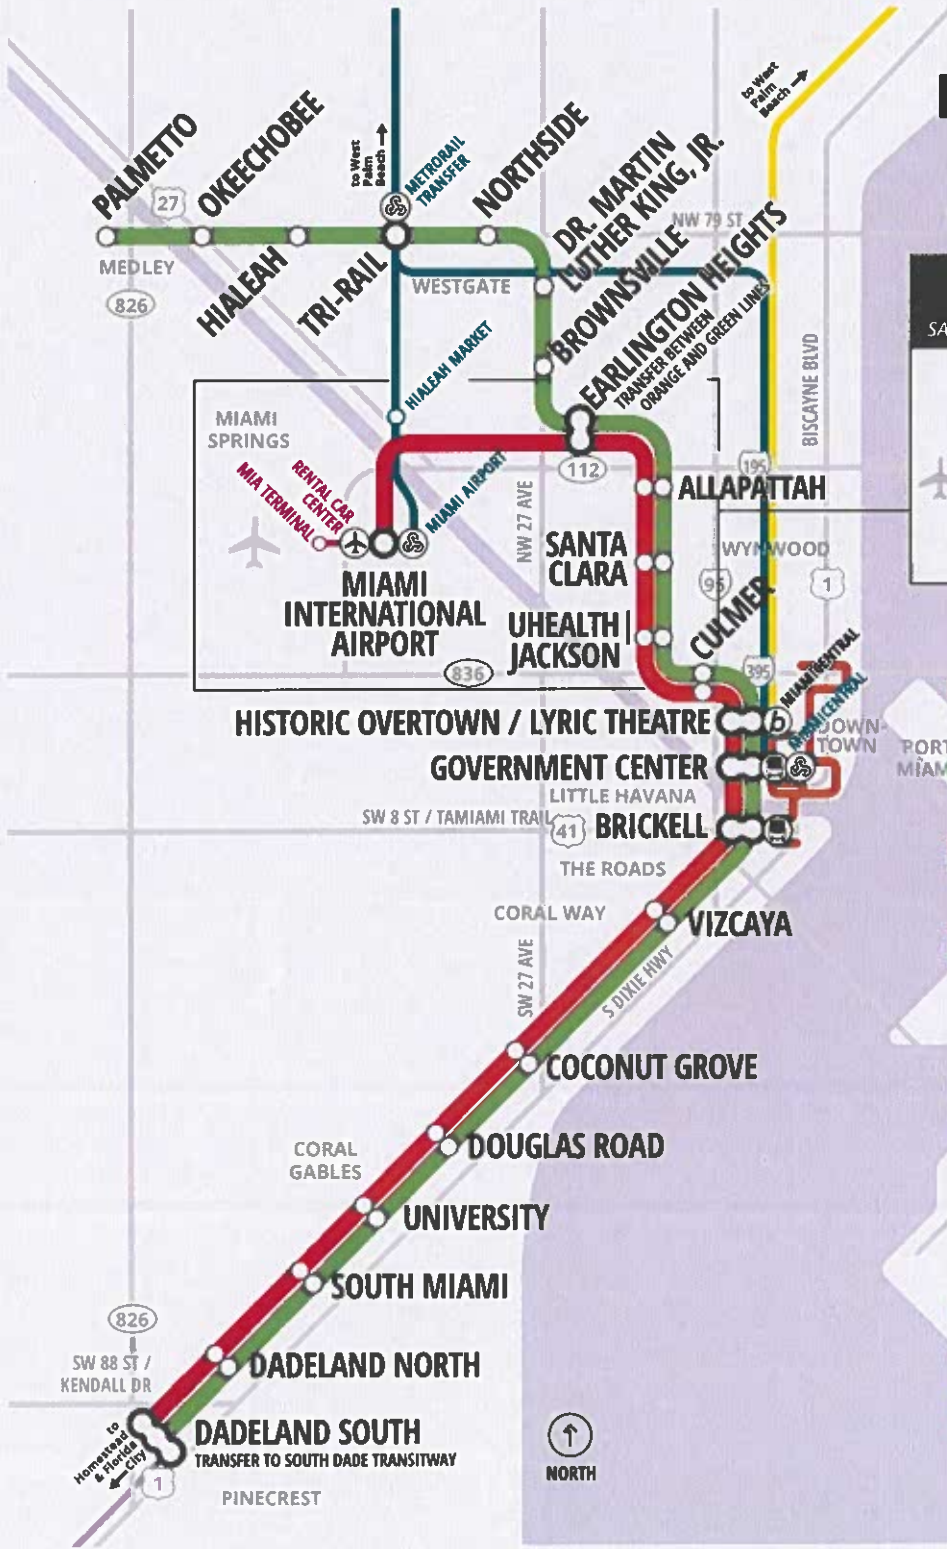 to West
Palm
Beach
to West
Palm
Beach
METRORAIL
TRANSFER
PALMETTO
27
OKEECHOBEE
NORTHSIDE
DR. MARTIN
LUTHER KING, JR.
NW 79 ST
MEDLEY
826
HIALEAH
TRI-RAIL
WESTGATE
BROWNSVILLE
EARLINGTON HEIGHTS
TRANSFER BETWEEN
ORANGE AND GREEN LINES
SA
HIALEAH MARKET
BISCAYNE BLVD
MIAMI
SPRINGS
112
195
MIA TERMINAL
RENTAL CAR
CENTER
MIAMI AIRPORT
NW 27 AVE
ALLAPATTAH
MIAMI
INTERNATIONAL
AIRPORT
SANTA
CLARA
WYNWOOD
95
1
UHEALTH
JACKSON
CULMER
836
395
MIAMICENTRAL
MIAMICENTRAL
HISTORIC OVERTOWN / LYRIC THEATRE
b
DOWN-
TOWN
PORT
MIAM
GOVERNMENT CENTER
LITTLE HAVANA
SW 8 ST / TAMIAMI TRAIL
41
BRICKELL
THE ROADS
CORAL WAY
VIZCAYA
SW 27 AVE
S DIXIE HWY
COCONUT GROVE
DOUGLAS ROAD
CORAL
GABLES
UNIVERSITY
SOUTH MIAMI
826
SW 88 ST /
KENDALL DR
DADELAND NORTH
DADELAND SOUTH
TRANSFER TO SOUTH DADE TRANSITWAY
to
Homestead
& Florida
City
1
PINECREST
NORTH